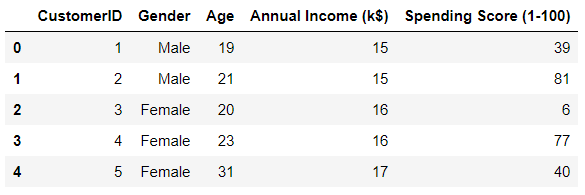 CustomerID Gender Age Annual Income (k$) Spending Score (1-100)
0 1 Male 19 15 39
1 2 Male 21 15 81
2 3 Female 20 16 6
3 4 Female 23 16 77
4 5 Female 31 17 40